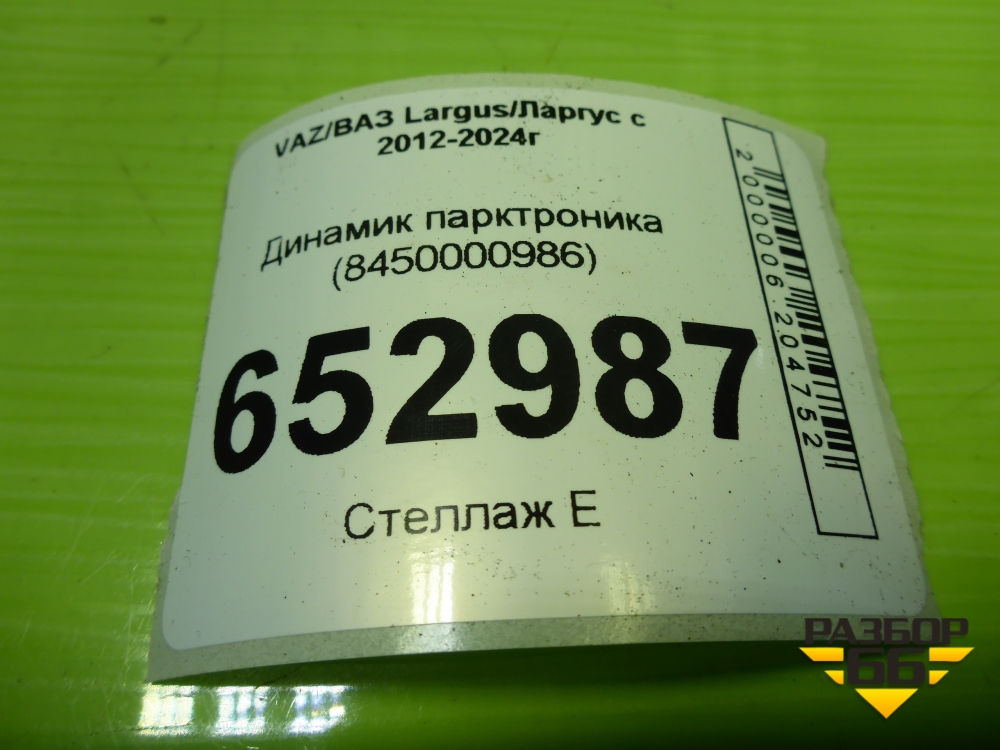 VAZ/ВАЗ Largus/Ларгус с
2012-2024г
Динамик парктроника
(8450000986)
652987
Стеллаж Е
2000006204752
РАЗБОР
66